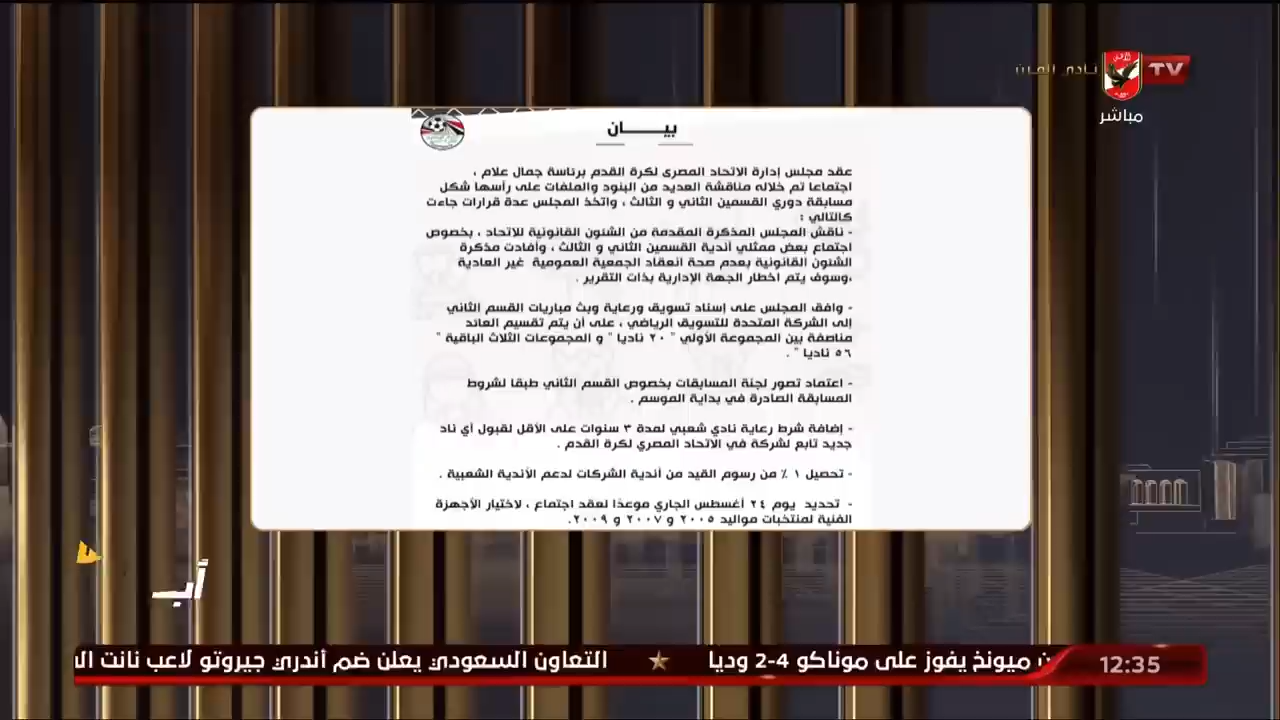 نادي القرن
TV
مباشر
بيـــــان
عقد مجلس إدارة الاتحاد المصرى لكرة القدم برئاسة جمال علام ،
اجتماعا تم خلاله مناقشة العديد من البنود والملفات على رأسها شكل
مسابقة دوري القسمين الثاني و الثالث ، واتخذ المجلس عدة قرارات جاءت
كالتالي :
- ناقش المجلس المذكرة المقدمة من الشئون القانونية للاتحاد ، بخصوص
اجتماع بعض ممثلي أندية القسمين الثاني و الثالث ، وأفادت مذكرة
الشئون القانونية بعدم صحة انعقاد الجمعية العمومية غير العادية
،وسوف يتم اخطار الجهة الإدارية بذات التقرير .
- وافق المجلس على إسناد تسويق ورعاية وبث مباريات القسم الثاني
إلى الشركة المتحدة للتسويق الرياضي ، على أن يتم تقسيم العائد
مناصفة بين المجموعة الأولي " ٢٠ ناديا " و المجموعات الثلاث الباقية "
٥٦ ناديا " .
- اعتماد تصور لجنة المسابقات بخصوص القسم الثاني طبقا لشروط
المسابقة الصادرة في بداية الموسم .
- إضافة شرط رعاية نادي شعبي لمدة ٣ سنوات على الأقل لقبول أي ناد
جديد تابع لشركة في الاتحاد المصري لكرة القدم .
- تحصيل ١ ٪ من رسوم القيد من أندية الشركات لدعم الأندية الشعبية .
- تحديد يوم ٢٤ أغسطس الجاري موعدًا لعقد اجتماع ، لاختيار الأجهزة
الفنية لمنتخبات مواليد ٢٠٠٥ و ٢٠٠٧ و ٢٠٠٩.
أبـ
ن ميونخ يفوز على موناكو 4-2 وديا ★ التعاون السعودي يعلن ضم أندري جيروتو لاعب نانت ال
12:35